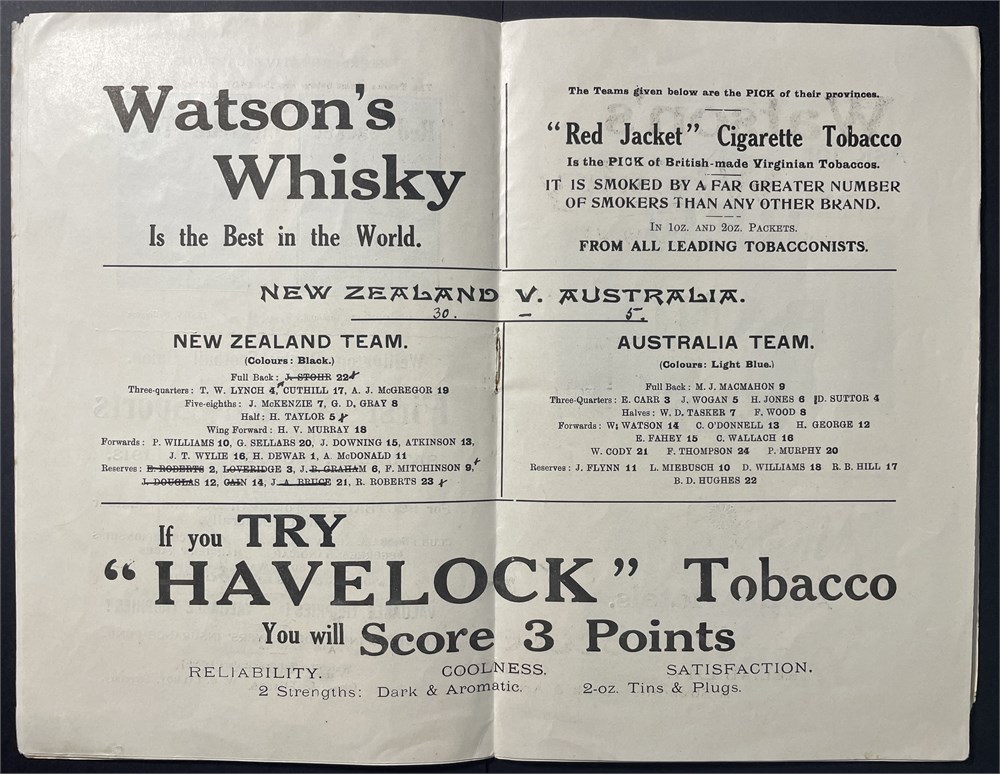 Watson's
Whisky
Is the Best in the World.
The Teams given below are the PICK of their provinces.
"Red Jacket" Cigarette Tobacco
Is the PICK of British-made Virginian Tobaccos.
IT IS SMOKED BY A FAR GREATER NUMBER
OF SMOKERS THAN ANY OTHER BRAND.
IN 1OZ. AND 2OZ. PACKETS.
FROM ALL LEADING TOBACCONISTS.
NEW ZEALAND V. AUSTRALIA.
30. – 5.
NEW ZEALAND TEAM.
(Colours: Black.)
Full Back: J. STOHR 22
Three-quarters: T. W. LYNCH 4, CUTHILL 17, A. J. McGREGOR 19
Five-eighths: J. McKENZIE 7, G. D. GRAY 8
Half: H. TAYLOR 5
Wing Forward: H. V. MURRAY 18
Forwards: P. WILLIAMS 10, G. SELLARS 20, J. DOWNING 15, ATKINSON 13,
J. T. WYLIE 16, H. DEWAR 1, A. McDONALD 11
Reserves: E. ROBERTS 2, LOVERIDGE 3, J. B. GRAHAM 6, F. MITCHINSON 9,
J. DOUGLAS 12, CAIN 14, J. A. BRUCE 21, R. ROBERTS 23
AUSTRALIA TEAM.
(Colours: Light Blue.)
Full Back: M. J. MACMAHON 9
Three-Quarters: E. CARR 3 J. WOGAN 5 H. JONES 6 D. SUTTOR 4
Halves: W. D. TASKER 7 F. WOOD 8
Forwards: W. WATSON 14 C. O'DONNELL 13 H. GEORGE 12
E. FAHEY 15 C. WALLACH 16
W. CODY 21 F. THOMPSON 24 P. MURPHY 20
Reserves: J. FLYNN 11 L. MIEBUSCH 10 D. WILLIAMS 18 R. B. HILL 17
B. D. HUGHES 22
If you TRY
"HAVELOCK" Tobacco
You will Score 3 Points
RELIABILITY. COOLNESS. SATISFACTION.
2 Strengths: Dark & Aromatic. 2-oz. Tins & Plugs.